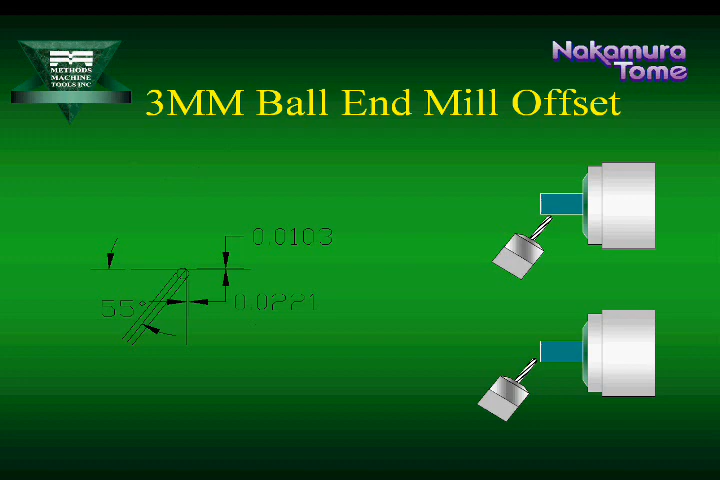 METHODS
MACHINE
TOOLS INC
Nakamura
Tome
3MM Ball End Mill Offset
0.0103
55°
0.0221